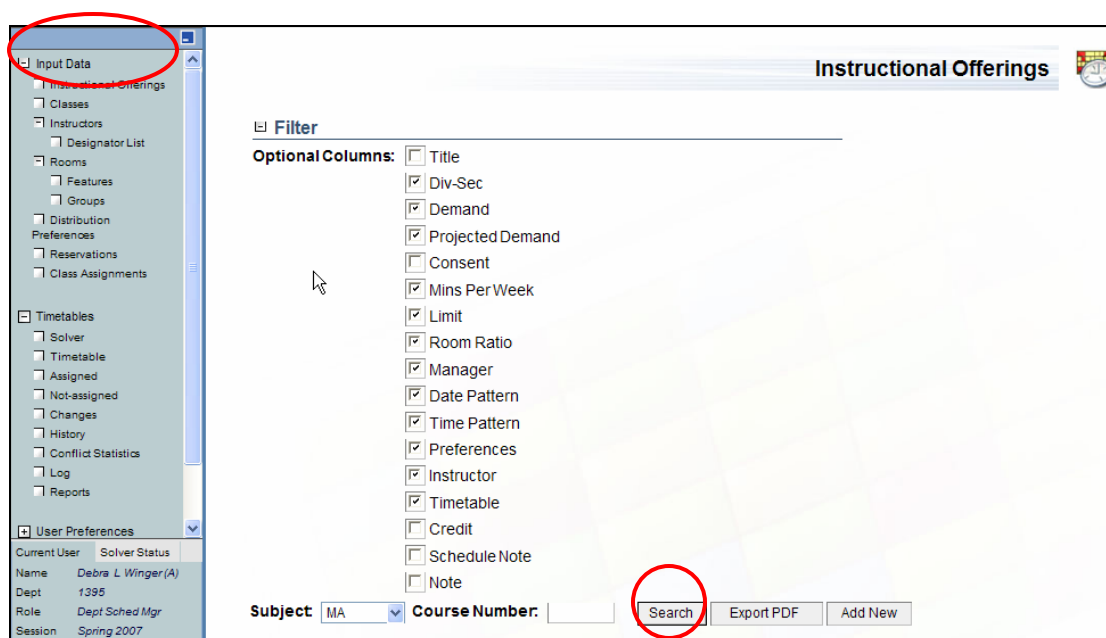 Input Data
Instructional Offerings
Classes
Instructors
Designator List
Rooms
Features
Groups
Distribution
Preferences
Reservations
Class Assignments
Timetables
Solver
Timetable
Assigned
Not-assigned
Changes
History
Conflict Statistics
Log
Reports
User Preferences
Current User Solver Status
Name Debra L Winger (A)
Dept 1395
Role Dept Sched Mgr
Session Spring 2007
Instructional Offerings
Filter
Optional Columns: Title
Div-Sec
Demand
Projected Demand
Consent
Mins Per Week
Limit
Room Ratio
Manager
Date Pattern
Time Pattern
Preferences
Instructor
Timetable
Credit
Schedule Note
Note
Subject: MA Course Number: Search Export PDF Add New